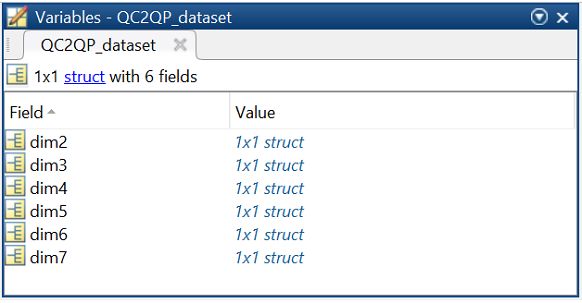 Variables - QC2QP_dataset
QC2QP_dataset
1x1 struct with 6 fields
Field Value
dim2 1x1 struct
dim3 1x1 struct
dim4 1x1 struct
dim5 1x1 struct
dim6 1x1 struct
dim7 1x1 struct